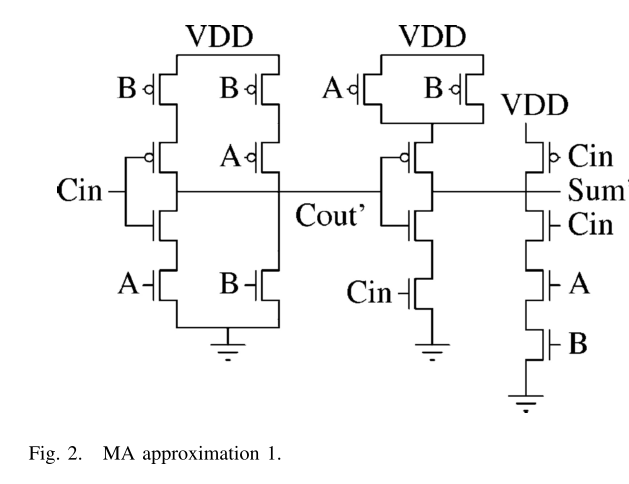 VDD VDD
B B A B
VDD
A Cin
Cin Sum'
Cout' Cin
A B Cin A
B
Fig. 2. MA approximation 1.